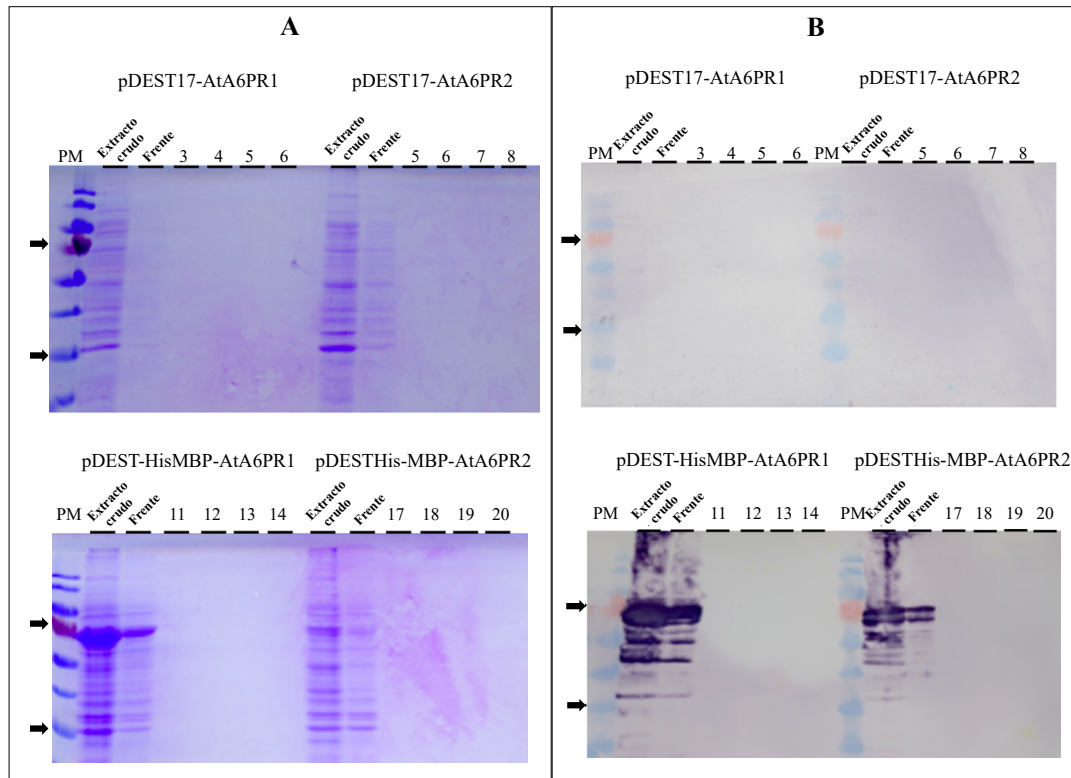 A
pDEST17-AtA6PR1
pDEST17-AtA6PR2
PM
Extracto
crudo
Frente
3
4
5
6
Extracto
crudo
Frente
5
6
7
8
pDEST-HisMBP-AtA6PR1
pDESTHis-MBP-AtA6PR2
PM
Extracto
crudo
Frente
11
12
13
14
Extracto
crudo
Frente
17
18
19
20
B
pDEST17-AtA6PR1
pDEST17-AtA6PR2
PM
Extracto
crudo
Frente
3
4
5
6
PM
Extracto
crudo
Frente
5
6
7
8
pDEST-HisMBP-AtA6PR1
pDESTHis-MBP-AtA6PR2
PM
Extracto
crudo
Frente
11
12
13
14
PM
Extracto
crudo
Frente
17
18
19
20